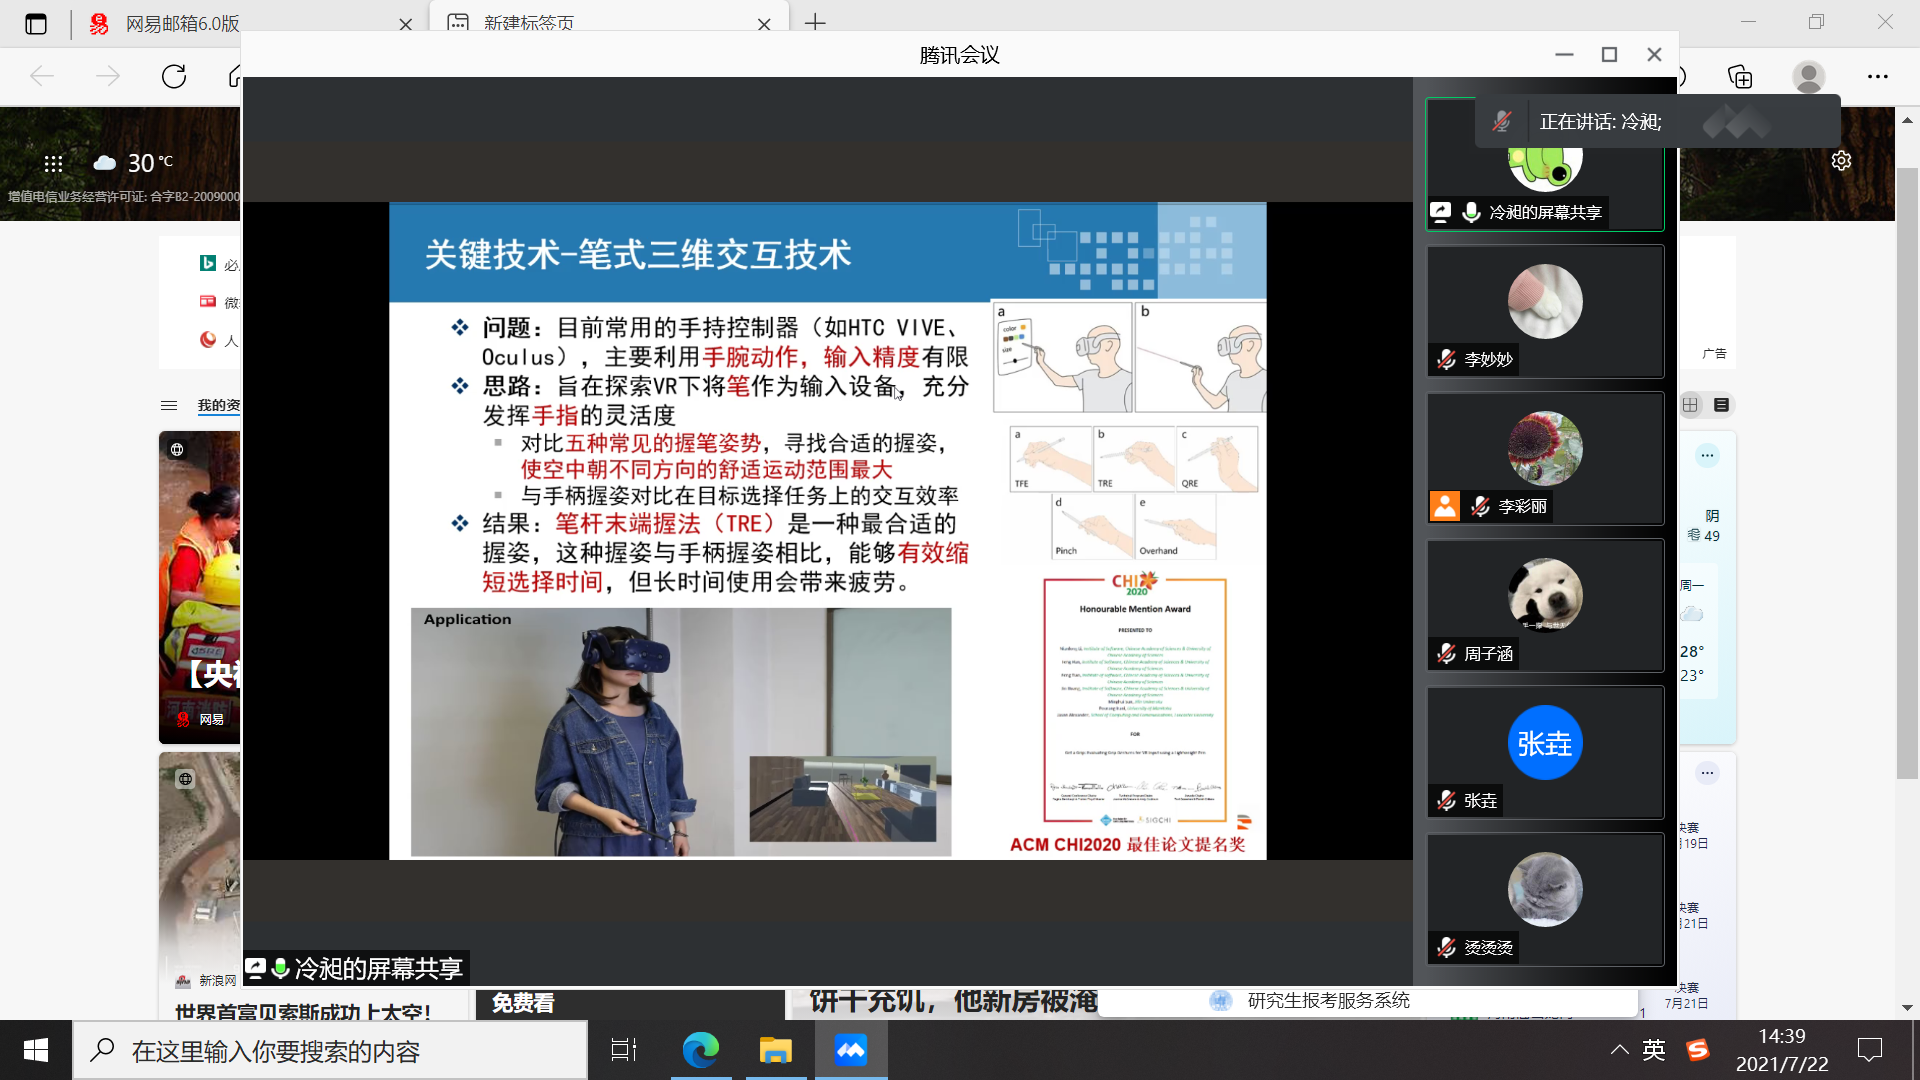 网易邮箱6.0版
新建标签页
腾讯会议
30 °C
增值电信业务经营许可证: 合字B2-2009000
正在讲话: 冷昶;
冷昶的屏幕共享
李妙妙
李彩丽
周子涵
张垚
张垚
烫烫烫
关键技术-笔式三维交互技术
问题：目前常用的手持控制器（如HTC VIVE、
Oculus），主要利用手腕动作，输入精度有限
思路：旨在探索VR下将笔作为输入设备，充分
发挥手指的灵活度
对比五种常见的握笔姿势，寻找合适的握姿，
使空中朝不同方向的舒适运动范围最大
与手柄握姿对比在目标选择任务上的交互效率
结果：笔杆末端握法（TRE）是一种最合适的
握姿，这种握姿与手柄握姿相比，能够有效缩
短选择时间，但长时间使用会带来疲劳。
a
color
size
b
a
TFE
b
TRE
c
QRE
d
Pinch
e
Overhand
Application
CHI
2020
Honourable Mention Award
PRESENTED TO
FOR
SIGCHI
ACM CHI2020 最佳论文提名奖
冷昶的屏幕共享
必
微
人
我的资
广告
【央
网易
新浪网
世界首富贝索斯成功上太空！
免费看
饼干充饥，他新房被淹
研究生报考服务系统
阴
49
周一
28°
23°
决赛
月19日
决赛
月21日
决赛
7月21日
1
在这里输入你要搜索的内容
英
14:39
2021/7/22